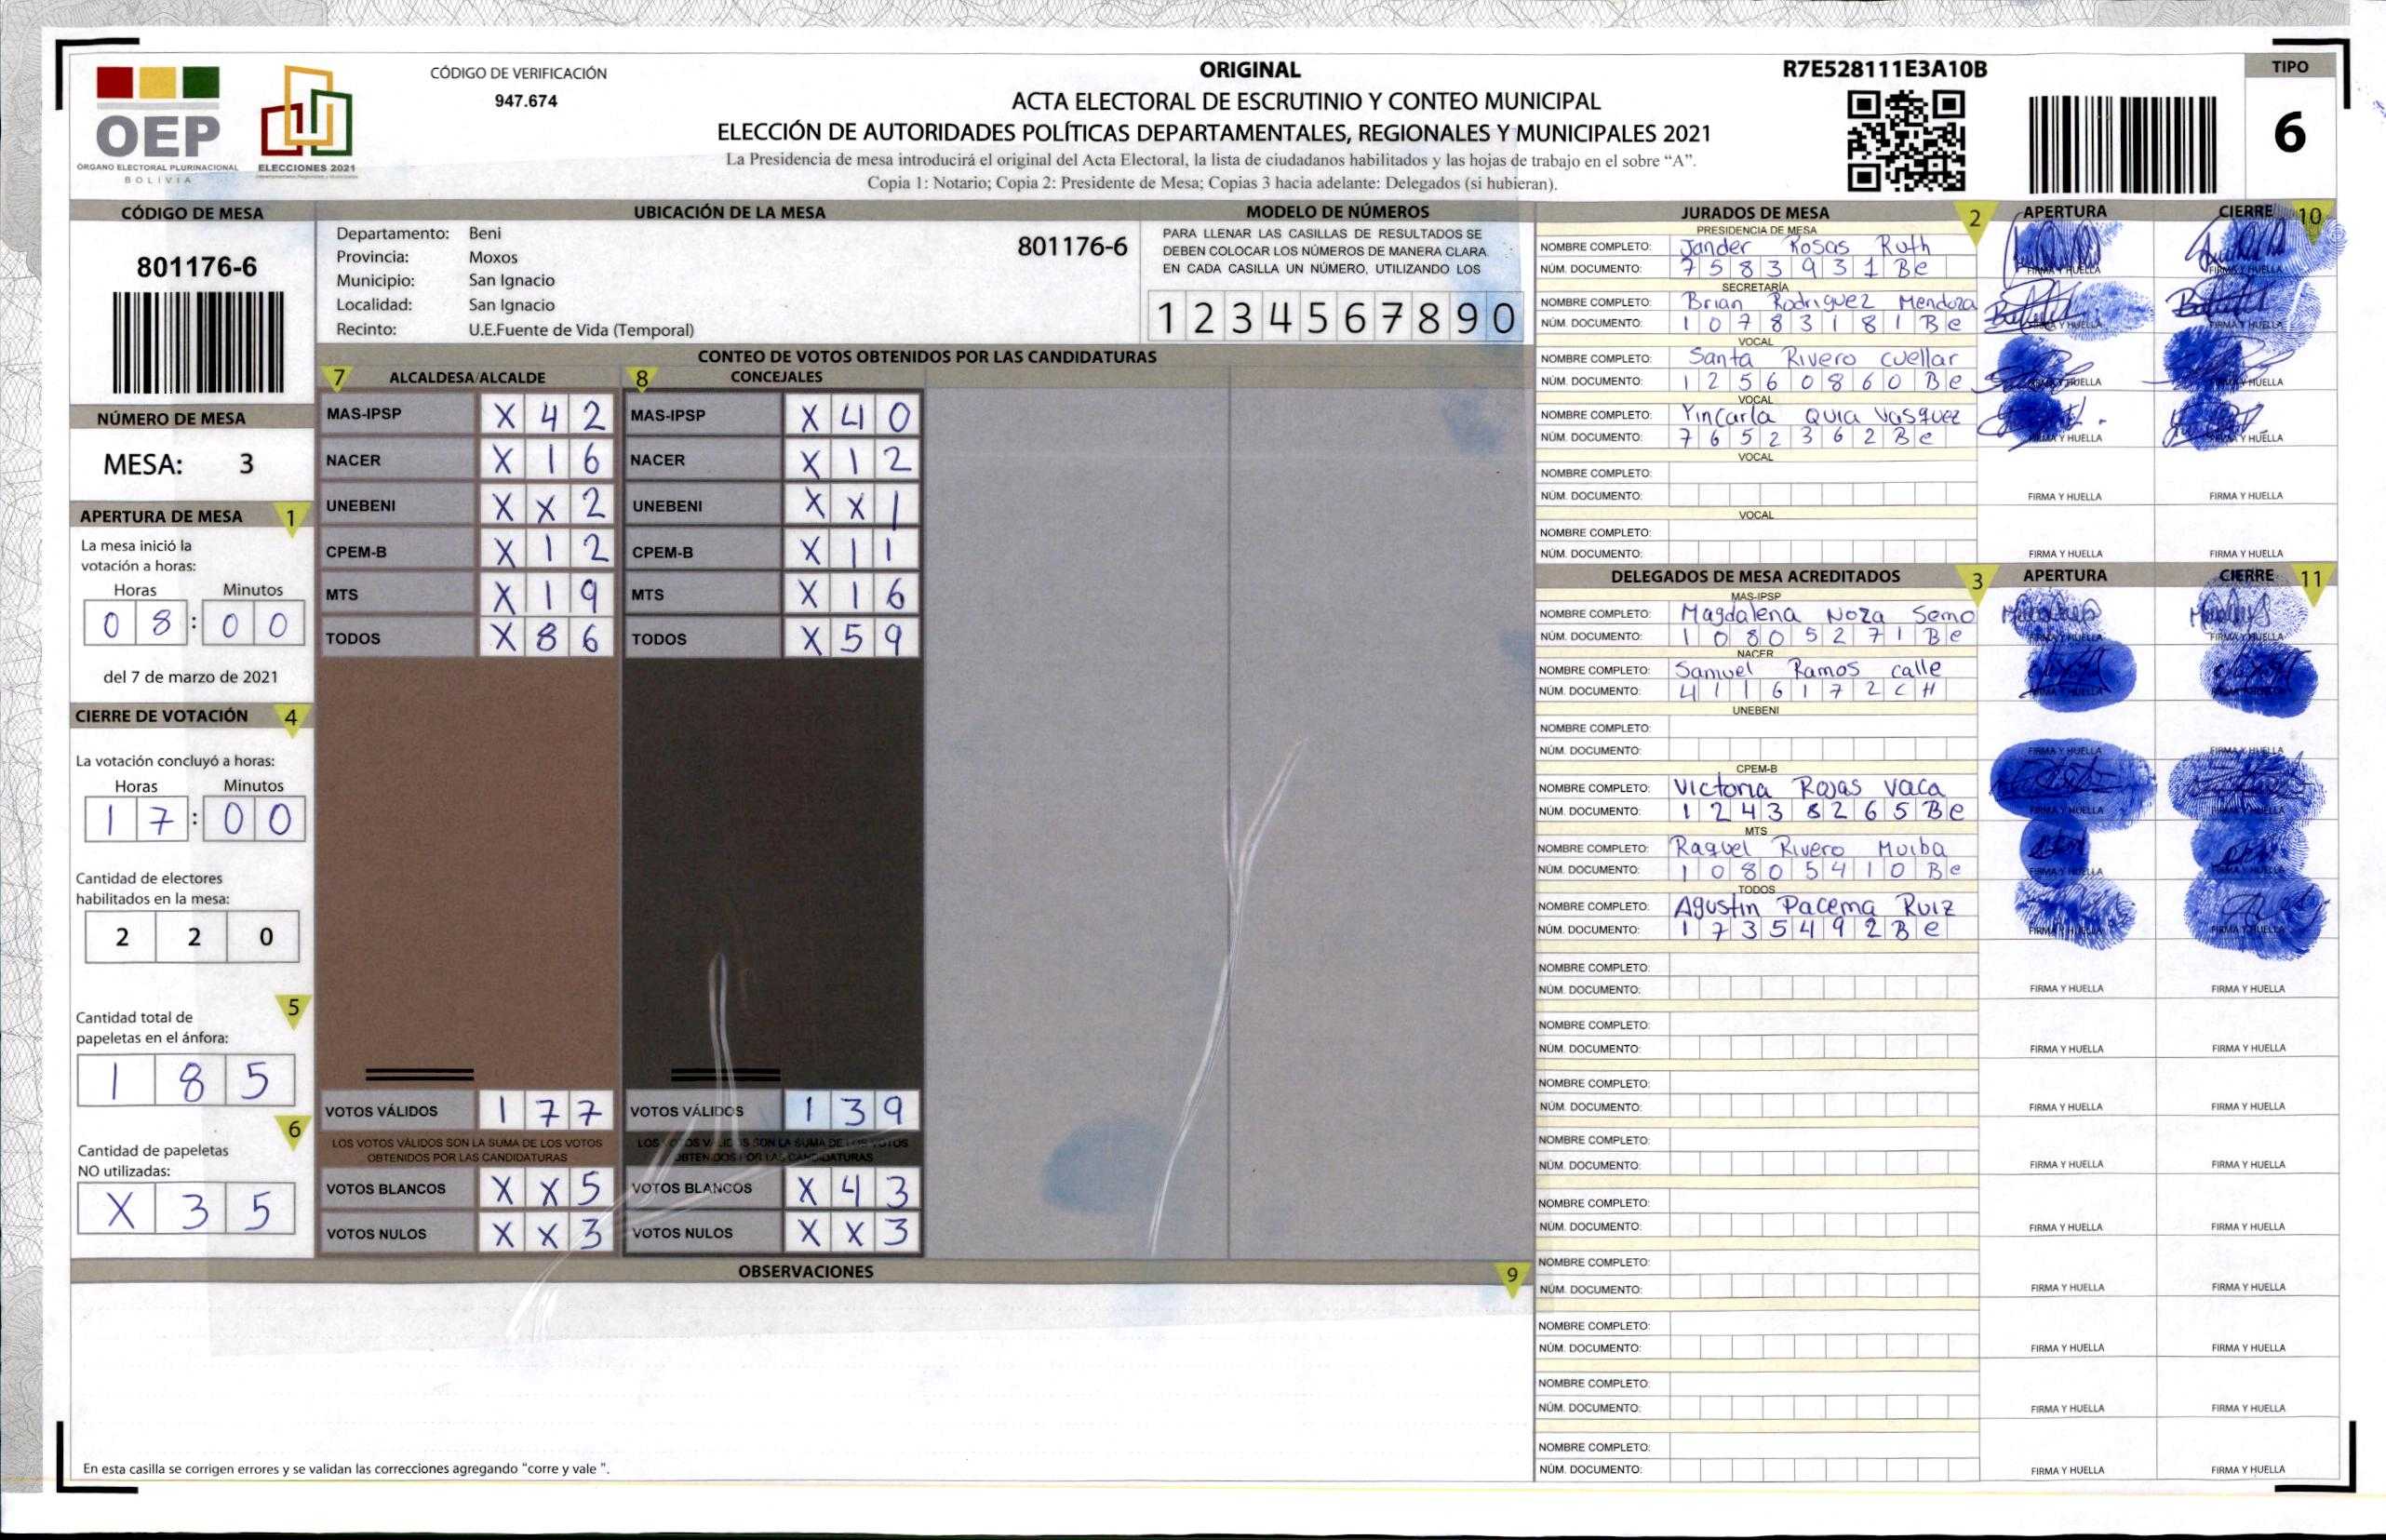 OEP
ÓRGANO ELECTORAL PLURINACIONAL
BOLIVIA
ELECCIONES 2021
CÓDIGO DE VERIFICACIÓN
947.674
ORIGINAL
ACTA ELECTORAL DE ESCRUTINIO Y CONTEO MUNICIPAL
ELECCIÓN DE AUTORIDADES POLÍTICAS DEPARTAMENTALES, REGIONALES Y MUNICIPALES 2021
La Presidencia de mesa introducirá el original del Acta Electoral, la lista de ciudadanos habilitados y las hojas de trabajo en el sobre “A”.
Copia 1: Notario; Copia 2: Presidente de Mesa; Copias 3 hacia adelante: Delegados (si hubieran).
R7E528111E3A10B
TIPO
6
CÓDIGO DE MESA
801176-6
NÚMERO DE MESA
MESA: 3
APERTURA DE MESA 1
La mesa inició la
votación a horas:
Horas Minutos
0 8 : 0 0
del 7 de marzo de 2021
CIERRE DE VOTACIÓN 4
La votación concluyó a horas:
Horas Minutos
1 7 : 0 0
Cantidad de electores
habilitados en la mesa:
2 2 0
5
Cantidad total de
papeletas en el ánfora:
1 8 5
6
Cantidad de papeletas
NO utilizadas:
X 3 5
UBICACIÓN DE LA MESA
Departamento: Beni
Provincia: Moxos
Municipio: San Ignacio
Localidad: San Ignacio
Recinto: U.E.Fuente de Vida (Temporal)
801176-6
MODELO DE NÚMEROS
PARA LLENAR LAS CASILLAS DE RESULTADOS SE
DEBEN COLOCAR LOS NÚMEROS DE MANERA CLARA
EN CADA CASILLA UN NÚMERO, UTILIZANDO LOS
1 2 3 4 5 6 7 8 9 0
CONTEO DE VOTOS OBTENIDOS POR LAS CANDIDATURAS
7 ALCALDESA/ALCALDE
MAS-IPSP X 4 2
NACER X 1 6
UNEBENI X X 2
CPEM-B X 1 2
MTS X 1 9
TODOS X 8 6
VOTOS VÁLIDOS 1 7 7
LOS VOTOS VÁLIDOS SON LA SUMA DE LOS VOTOS
OBTENIDOS POR LAS CANDIDATURAS
VOTOS BLANCOS X X 5
VOTOS NULOS X X 3
8 CONCEJALES
MAS-IPSP X 4 0
NACER X 1 2
UNEBENI X X 1
CPEM-B X 1 1
MTS X 1 6
TODOS X 5 9
VOTOS VÁLIDOS 1 3 9
LOS VOTOS VÁLIDOS SON LA SUMA DE LOS VOTOS
OBTENIDOS POR LAS CANDIDATURAS
VOTOS BLANCOS X 4 3
VOTOS NULOS X X 3
OBSERVACIONES 9
En esta casilla se corrigen errores y se validan las correcciones agregando "corre y vale ".
JURADOS DE MESA 2 APERTURA CIERRE 10
PRESIDENCIA DE MESA
NOMBRE COMPLETO: Jander Rosas Ruth
NÚM. DOCUMENTO: 7 5 8 3 9 3 1 B e FIRMA Y HUELLA FIRMA Y HUELLA
SECRETARÍA
NOMBRE COMPLETO: Brian Rodriguez Mendoza
NÚM. DOCUMENTO: 1 0 7 8 3 1 8 1 B e FIRMA Y HUELLA FIRMA Y HUELLA
VOCAL
NOMBRE COMPLETO: Santa Rivero cuellar
NÚM. DOCUMENTO: 1 2 5 6 0 8 6 0 B e FIRMA Y HUELLA FIRMA Y HUELLA
VOCAL
NOMBRE COMPLETO: Yincarla Quia Vasquez
NÚM. DOCUMENTO: 7 6 5 2 3 6 2 B e FIRMA Y HUELLA FIRMA Y HUELLA
VOCAL
NOMBRE COMPLETO:
NÚM. DOCUMENTO: FIRMA Y HUELLA FIRMA Y HUELLA
VOCAL
NOMBRE COMPLETO:
NÚM. DOCUMENTO: FIRMA Y HUELLA FIRMA Y HUELLA
DELEGADOS DE MESA ACREDITADOS 3 APERTURA CIERRE 11
MAS-IPSP
NOMBRE COMPLETO: Magdalena Noza Semo
NÚM. DOCUMENTO: 1 0 8 0 5 2 7 1 B e FIRMA Y HUELLA FIRMA Y HUELLA
NACER
NOMBRE COMPLETO: Samuel Ramos calle
NÚM. DOCUMENTO: 4 1 1 6 1 7 2 C H FIRMA Y HUELLA FIRMA Y HUELLA
UNEBENI
NOMBRE COMPLETO:
NÚM. DOCUMENTO: FIRMA Y HUELLA FIRMA Y HUELLA
CPEM-B
NOMBRE COMPLETO: Victoria Rojas Vaca
NÚM. DOCUMENTO: 1 2 4 3 8 2 6 5 B e FIRMA Y HUELLA FIRMA Y HUELLA
MTS
NOMBRE COMPLETO: Raquel Rivero Muiba
NÚM. DOCUMENTO: 1 0 8 0 5 4 1 0 B e FIRMA Y HUELLA FIRMA Y HUELLA
TODOS
NOMBRE COMPLETO: Agustin Pacema Ruiz
NÚM. DOCUMENTO: 1 7 3 5 4 9 2 B e FIRMA Y HUELLA FIRMA Y HUELLA
NOMBRE COMPLETO:
NÚM. DOCUMENTO: FIRMA Y HUELLA FIRMA Y HUELLA
NOMBRE COMPLETO:
NÚM. DOCUMENTO: FIRMA Y HUELLA FIRMA Y HUELLA
NOMBRE COMPLETO:
NÚM. DOCUMENTO: FIRMA Y HUELLA FIRMA Y HUELLA
NOMBRE COMPLETO:
NÚM. DOCUMENTO: FIRMA Y HUELLA FIRMA Y HUELLA
NOMBRE COMPLETO:
NÚM. DOCUMENTO: FIRMA Y HUELLA FIRMA Y HUELLA
NOMBRE COMPLETO:
NÚM. DOCUMENTO: FIRMA Y HUELLA FIRMA Y HUELLA
NOMBRE COMPLETO:
NÚM. DOCUMENTO: FIRMA Y HUELLA FIRMA Y HUELLA
NOMBRE COMPLETO:
NÚM. DOCUMENTO: FIRMA Y HUELLA FIRMA Y HUELLA
NOMBRE COMPLETO:
NÚM. DOCUMENTO: FIRMA Y HUELLA FIRMA Y HUELLA